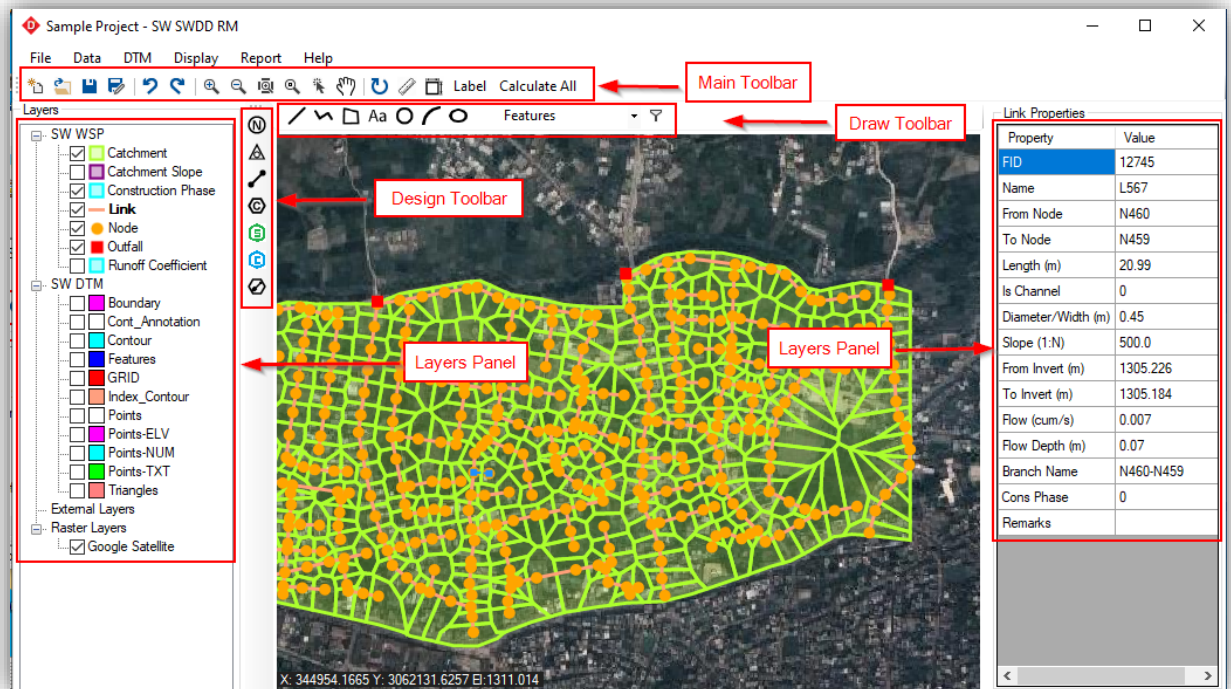 Sample Project - SW SWDD RM
File Data DTM Display Report Help
Label Calculate All
Main Toolbar
Layers
SW WSP
Catchment
Catchment Slope
Construction Phase
Link
Node
Outfall
Runoff Coefficient
SW DTM
Boundary
Cont_Annotation
Contour
Features
GRID
Index_Contour
Points
Points-ELV
Points-NUM
Points-TXT
Triangles
External Layers
Raster Layers
Google Satellite
N
C
S
C
Aa Features
Draw Toolbar
Design Toolbar
Layers Panel
Layers Panel
X: 344954.1665 Y: 3062131.6257 El:1311.014
Link Properties
Property Value
FID 12745
Name L567
From Node N460
To Node N459
Length (m) 20.99
Is Channel 0
Diameter/Width (m) 0.45
Slope (1:N) 500.0
From Invert (m) 1305.226
To Invert (m) 1305.184
Flow (cum/s) 0.007
Flow Depth (m) 0.07
Branch Name N460-N459
Cons Phase 0
Remarks